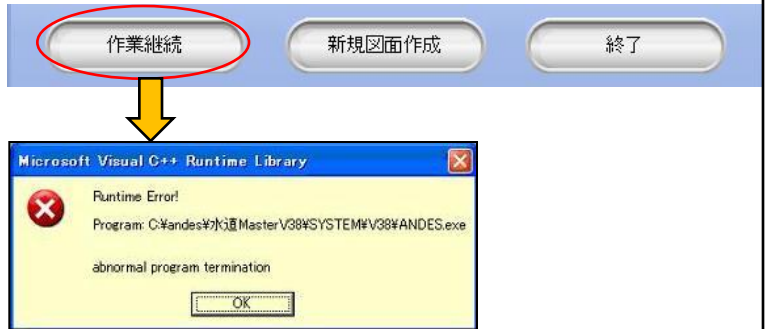 作業継続
新規図面作成
終了
Microsoft Visual C++ Runtime Library
Runtime Error!
Program: C:¥andes¥水道MasterV38¥SYSTEM¥V38¥ANDES.exe
abnormal program termination
OK